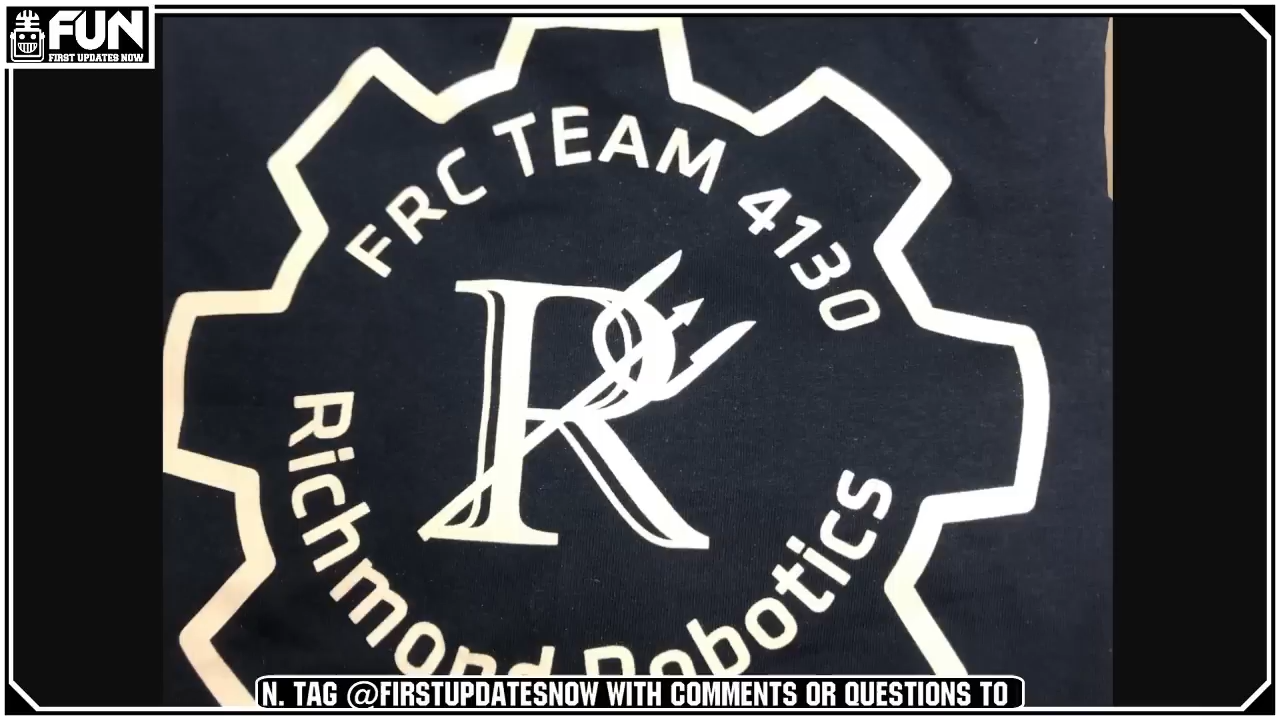 FUN
FIRST UPDATES NOW
FRC TEAM 4130
R
Richmond Robotics
N. TAG @FIRSTUPDATESNOW WITH COMMENTS OR QUESTIONS TO